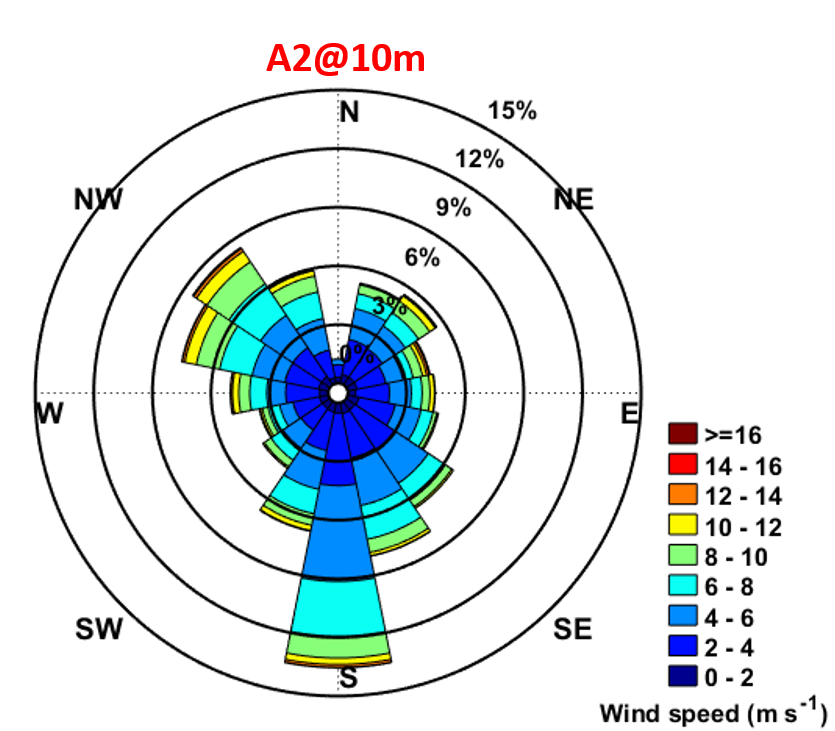 A2@10m
N
15%
12%
NW
NE
9%
6%
3%
0%
W
E
>=16
14 - 16
12 - 14
10 - 12
8 - 10
6 - 8
4 - 6
2 - 4
0 - 2
SW
SE
S
Wind speed (m s⁻¹)